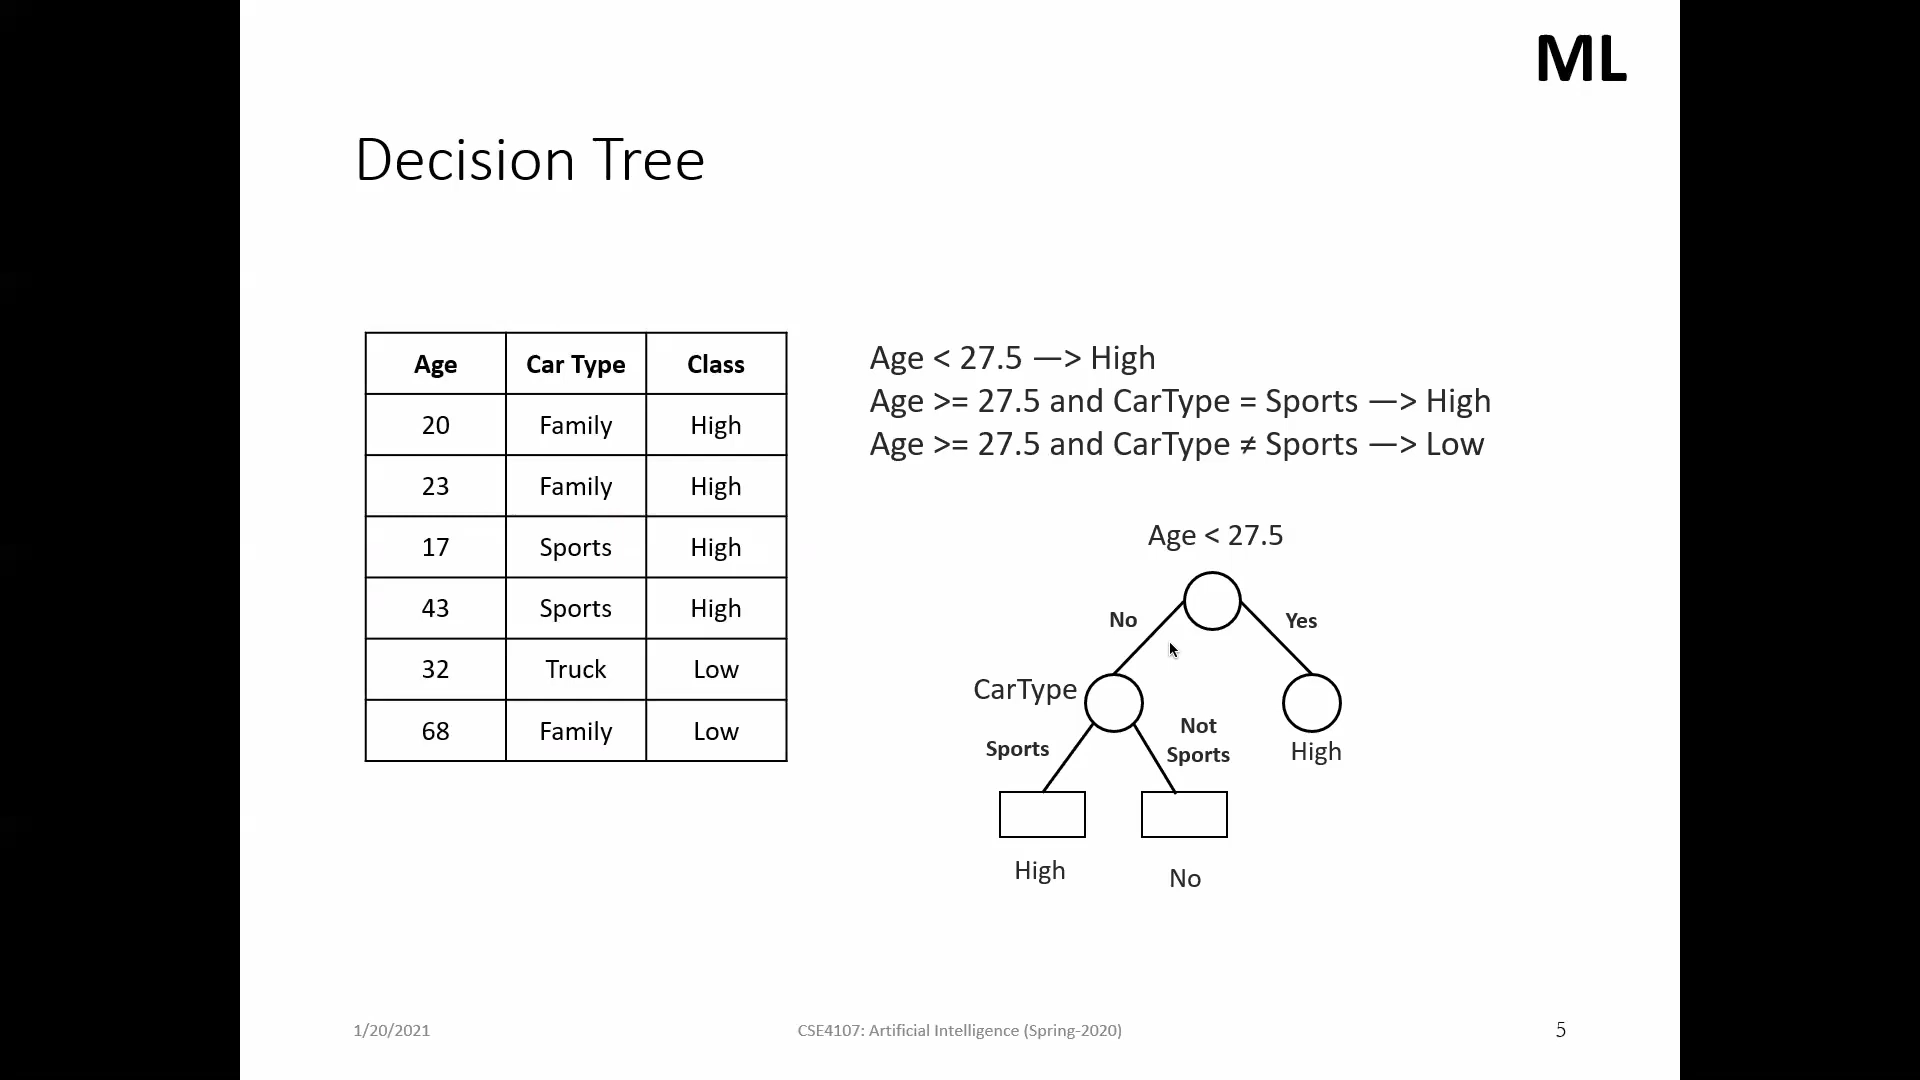 ML
Decision Tree
Age Car Type Class
20 Family High
23 Family High
17 Sports High
43 Sports High
32 Truck Low
68 Family Low
Age < 27.5 —> High
Age >= 27.5 and CarType = Sports —> High
Age >= 27.5 and CarType ≠ Sports —> Low
Age < 27.5
No
Yes
CarType
Sports
Not
Sports
High
High
No
1/20/2021
CSE4107: Artificial Intelligence (Spring-2020)
5